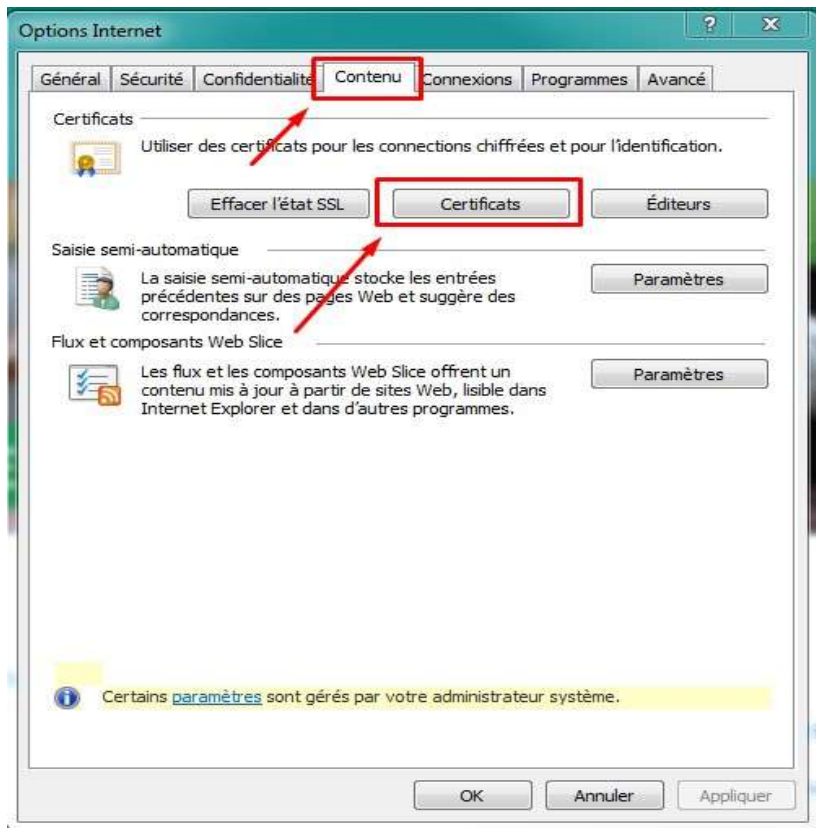 Options Internet
Général Sécurité Confidentialité Contenu Connexions Programmes Avancé
Certificats
Utiliser des certificats pour les connections chiffrées et pour l'identification.
Effacer l'état SSL Certificats Éditeurs
Saisie semi-automatique
La saisie semi-automatique stocke les entrées
précédentes sur des pages Web et suggère des
correspondances.
Paramètres
Flux et composants Web Slice
Les flux et les composants Web Slice offrent un
contenu mis à jour à partir de sites Web, lisible dans
Internet Explorer et dans d'autres programmes.
Paramètres
Certains paramètres sont gérés par votre administrateur système.
OK Annuler Appliquer